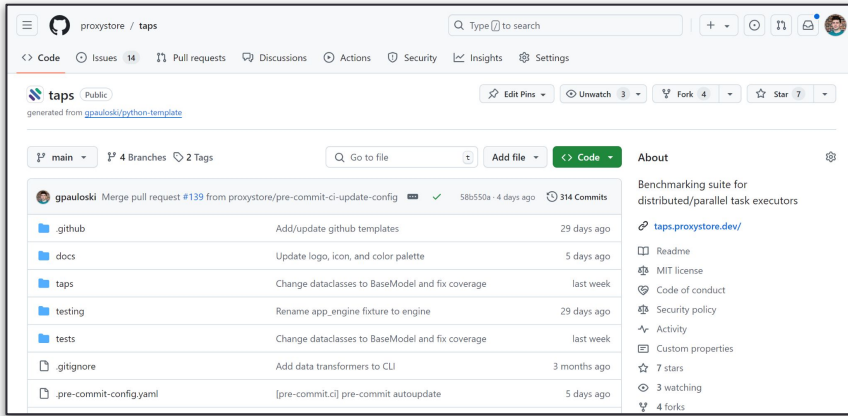 proxystore / taps
Type / to search
Code
Issues 14
Pull requests
Discussions
Actions
Security
Insights
Settings
taps Public
Edit Pins
Unwatch 3
Fork 4
Star 7
generated from gpauloski/python-template
main
4 Branches
2 Tags
Go to file
t
Add file
Code
gpauloski Merge pull request #139 from proxystore/pre-commit-ci-update-config
58b550a · 4 days ago
314 Commits
.github Add/update github templates 29 days ago
docs Update logo, icon, and color palette 5 days ago
taps Change dataclasses to BaseModel and fix coverage last week
testing Rename app_engine fixture to engine 29 days ago
tests Change dataclasses to BaseModel and fix coverage last week
.gitignore Add data transformers to CLI 3 months ago
.pre-commit-config.yaml [pre-commit.ci] pre-commit autoupdate 5 days ago
About
Benchmarking suite for
distributed/parallel task executors
taps.proxystore.dev/
Readme
MIT license
Code of conduct
Security policy
Activity
Custom properties
7 stars
3 watching
4 forks